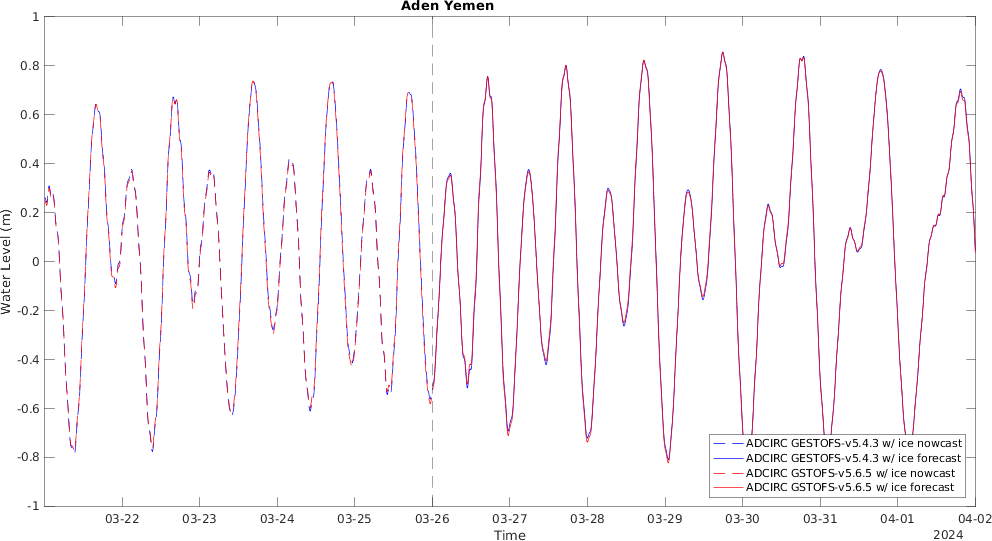 Aden Yemen
1
0.8
0.6
0.4
0.2
0
-0.2
-0.4
-0.6
-0.8
-1
Water Level (m)
ADCIRC GESTOFS-v5.4.3 w/ ice nowcast
ADCIRC GESTOFS-v5.4.3 w/ ice forecast
ADCIRC GSTOFS-v5.6.5 w/ ice nowcast
ADCIRC GSTOFS-v5.6.5 w/ ice forecast
03-22 03-23 03-24 03-25 03-26 03-27 03-28 03-29 03-30 03-31 04-01 04-02
Time
2024